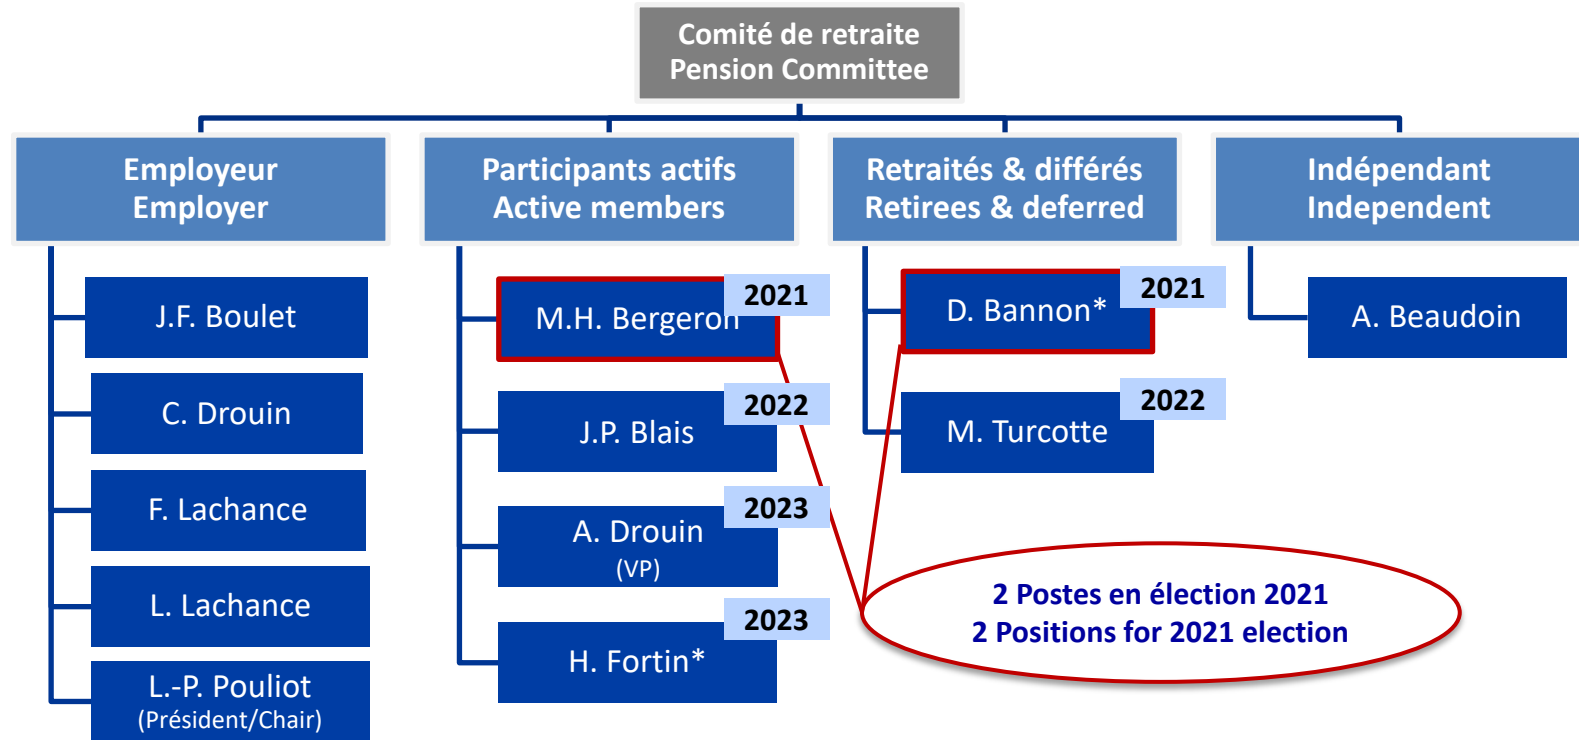 Comité de retraite
Pension Committee
Employeur
Employer
J.F. Boulet
C. Drouin
F. Lachance
L. Lachance
L.-P. Pouliot
(Président/Chair)
Participants actifs
Active members
2021
M.H. Bergeron
2022
J.P. Blais
2023
A. Drouin
(VP)
2023
H. Fortin*
Retraités & différés
Retirees & deferred
2021
D. Bannon*
2022
M. Turcotte
Indépendant
Independent
A. Beaudoin
2 Postes en élection 2021
2 Positions for 2021 election